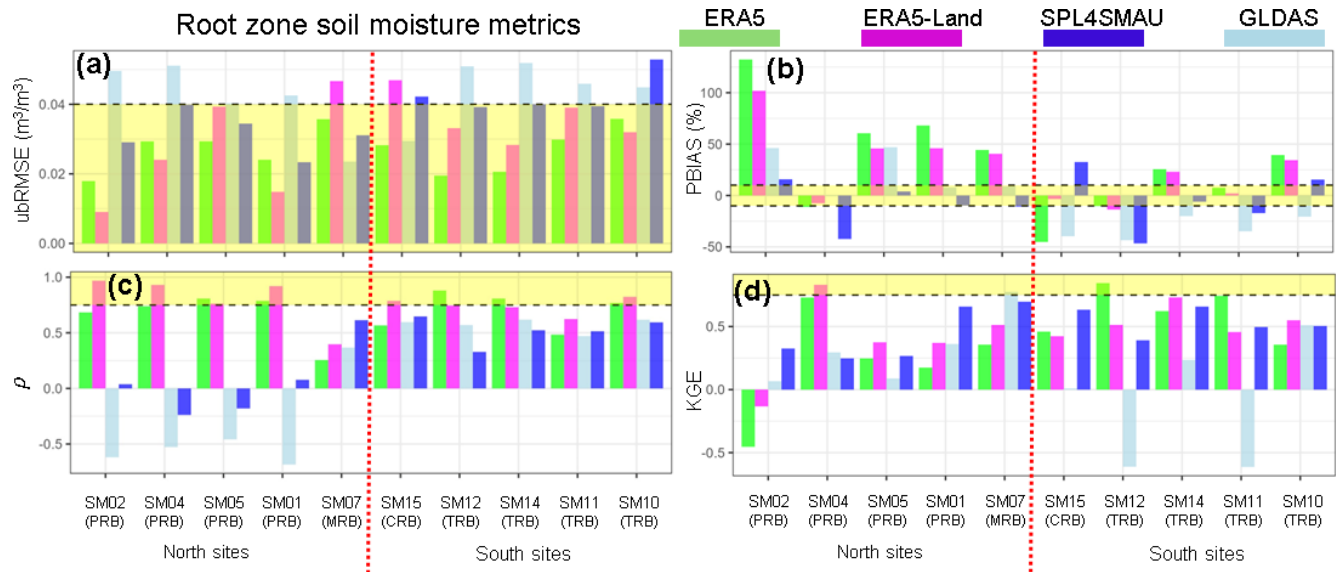 Root zone soil moisture metrics
ERA5 ERA5-Land SPL4SMAU GLDAS
(a)
ubRMSE (m³/m³)
0.04
0.02
0.00
(b)
PBIAS (%)
100
50
0
-50
(c)
ρ
1.0
0.5
0.0
-0.5
(d)
KGE
0.5
0.0
-0.5
SM02 SM04 SM05 SM01 SM07 SM15 SM12 SM14 SM11 SM10
(PRB) (PRB) (PRB) (PRB) (MRB) (CRB) (TRB) (TRB) (TRB) (TRB)
North sites South sites
SM02 SM04 SM05 SM01 SM07 SM15 SM12 SM14 SM11 SM10
(PRB) (PRB) (PRB) (PRB) (MRB) (CRB) (TRB) (TRB) (TRB) (TRB)
North sites South sites